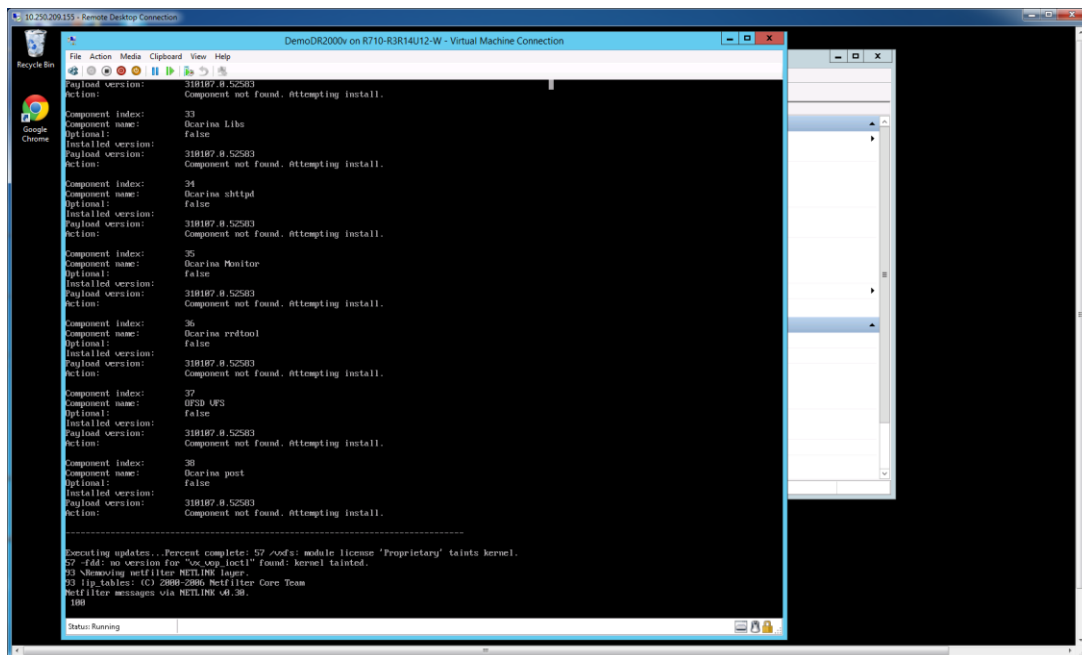 10.250.209.155 - Remote Desktop Connection
Recycle Bin
Google
Chrome
DemoDR2000v on R710-R3R14U12-W - Virtual Machine Connection
File Action Media Clipboard View Help
Payload version: 310107.0.52583
Action: Component not found. Attempting install.
Component index: 33
Component name: Ocarina Libs
Optional: false
Installed version:
Payload version: 310107.0.52583
Action: Component not found. Attempting install.
Component index: 34
Component name: Ocarina shttpd
Optional: false
Installed version:
Payload version: 310107.0.52583
Action: Component not found. Attempting install.
Component index: 35
Component name: Ocarina Monitor
Optional: false
Installed version:
Payload version: 310107.0.52583
Action: Component not found. Attempting install.
Component index: 36
Component name: Ocarina rrdtool
Optional: false
Installed version:
Payload version: 310107.0.52583
Action: Component not found. Attempting install.
Component index: 37
Component name: OFSD VFS
Optional: false
Installed version:
Payload version: 310107.0.52583
Action: Component not found. Attempting install.
Component index: 38
Component name: Ocarina post
Optional: false
Installed version:
Payload version: 310107.0.52583
Action: Component not found. Attempting install.
--------------------------------------------------------------------------------
Executing updates...Percent complete: 57 /vxfs: module license 'Proprietary' taints kernel.
57 -fdd: no version for "vx_vop_ioctl" found: kernel tainted.
93 \Removing netfilter NETLINK layer.
93 |ip_tables: (C) 2000-2006 Netfilter Core Team
Netfilter messages via NETLINK v0.30.
100
Status: Running